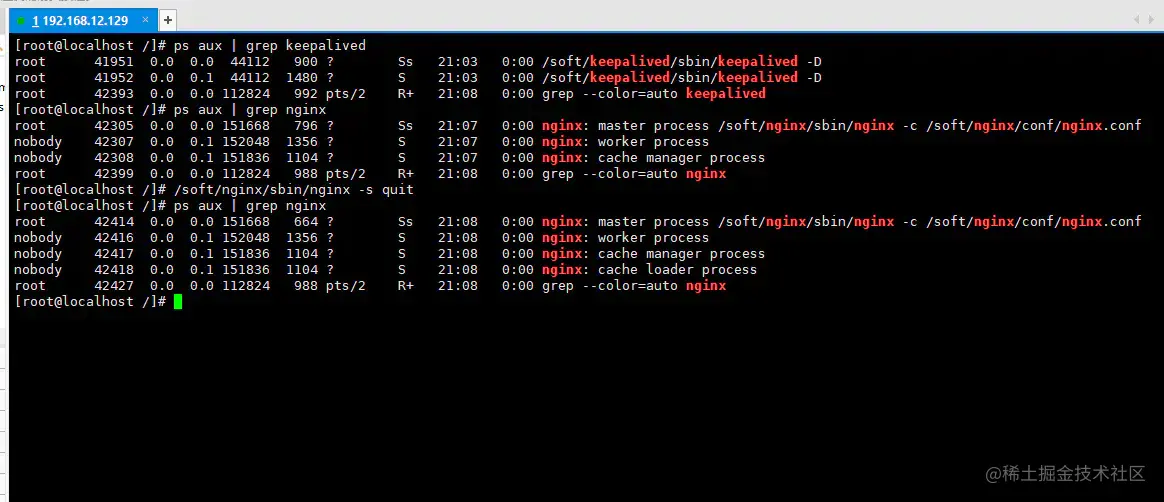 1 192.168.12.129 × +
[root@localhost /]# ps aux | grep keepalived
root      41951  0.0  0.0  44112   900 ?        Ss   21:03   0:00 /soft/keepalived/sbin/keepalived -D
root      41952  0.0  0.1  44112  1480 ?        S    21:03   0:00 /soft/keepalived/sbin/keepalived -D
root      42393  0.0  0.0 112824   992 pts/2    R+   21:08   0:00 grep --color=auto keepalived
[root@localhost /]# ps aux | grep nginx
root      42305  0.0  0.0 151668   796 ?        Ss   21:07   0:00 nginx: master process /soft/nginx/sbin/nginx -c /soft/nginx/conf/nginx.conf
nobody    42307  0.0  0.1 152048  1356 ?        S    21:07   0:00 nginx: worker process
nobody    42308  0.0  0.1 151836  1104 ?        S    21:07   0:00 nginx: cache manager process
root      42399  0.0  0.0 112824   988 pts/2    R+   21:08   0:00 grep --color=auto nginx
[root@localhost /]# /soft/nginx/sbin/nginx -s quit
[root@localhost /]# ps aux | grep nginx
root      42414  0.0  0.0 151668   664 ?        Ss   21:08   0:00 nginx: master process /soft/nginx/sbin/nginx -c /soft/nginx/conf/nginx.conf
nobody    42416  0.0  0.1 152048  1356 ?        S    21:08   0:00 nginx: worker process
nobody    42417  0.0  0.1 151836  1104 ?        S    21:08   0:00 nginx: cache manager process
nobody    42418  0.0  0.1 151836  1104 ?        S    21:08   0:00 nginx: cache loader process
root      42427  0.0  0.0 112824   988 pts/2    R+   21:08   0:00 grep --color=auto nginx
[root@localhost /]#
@稀土掘金技术社区